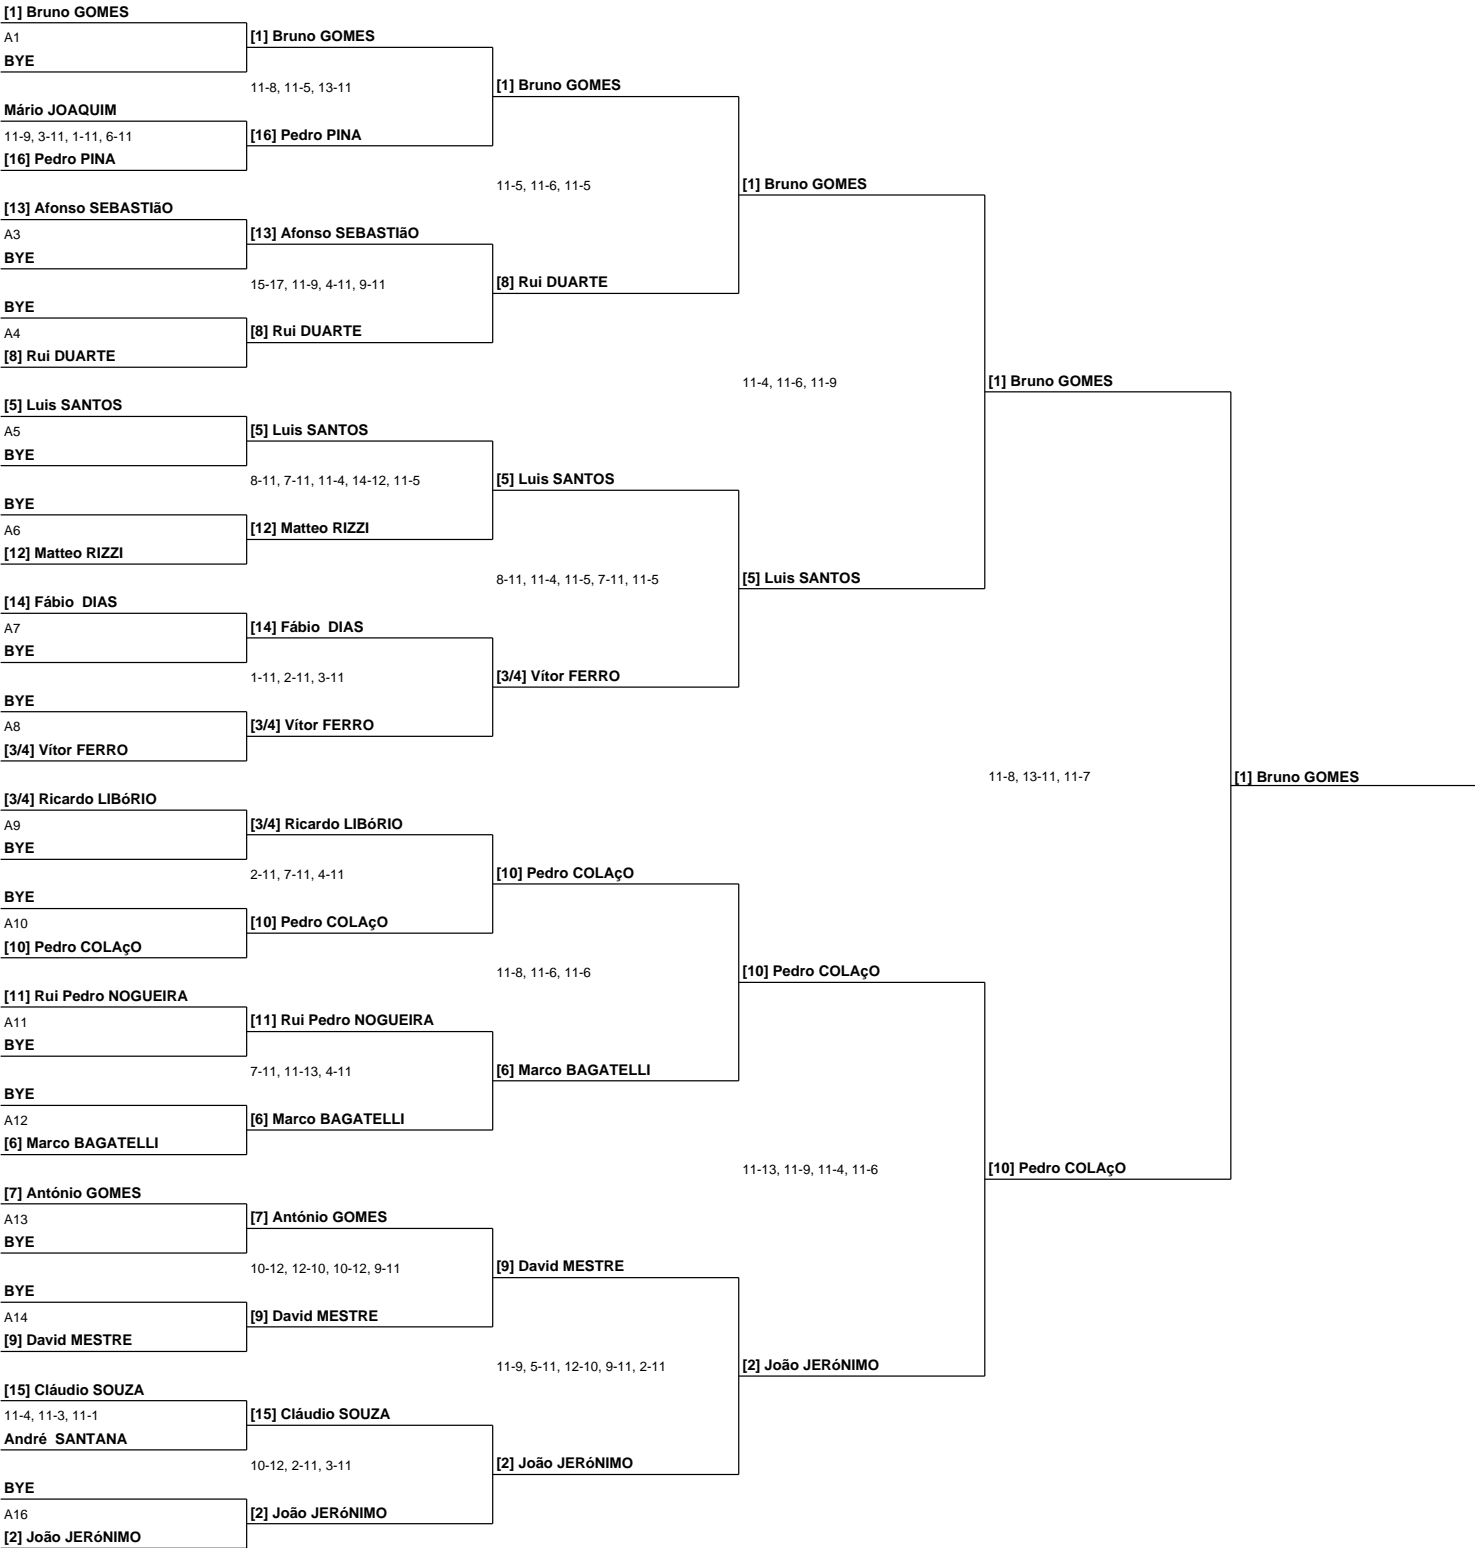 [1] Bruno GOMES
A1
[1] Bruno GOMES
BYE
11-8, 11-5, 13-11
[1] Bruno GOMES
Mário JOAQUIM
11-9, 3-11, 1-11, 6-11
[16] Pedro PINA
[16] Pedro PINA
11-5, 11-6, 11-5
[1] Bruno GOMES
[13] Afonso SEBASTIãO
A3
[13] Afonso SEBASTIãO
BYE
15-17, 11-9, 4-11, 9-11
[8] Rui DUARTE
BYE
A4
[8] Rui DUARTE
[8] Rui DUARTE
11-4, 11-6, 11-9
[1] Bruno GOMES
[5] Luis SANTOS
A5
[5] Luis SANTOS
BYE
8-11, 7-11, 11-4, 14-12, 11-5
[5] Luis SANTOS
BYE
A6
[12] Matteo RIZZI
[12] Matteo RIZZI
8-11, 11-4, 11-5, 7-11, 11-5
[5] Luis SANTOS
[14] Fábio  DIAS
A7
[14] Fábio  DIAS
BYE
1-11, 2-11, 3-11
[3/4] Vítor FERRO
BYE
A8
[3/4] Vítor FERRO
[3/4] Vítor FERRO
11-8, 13-11, 11-7
[1] Bruno GOMES
[3/4] Ricardo LIBóRIO
A9
[3/4] Ricardo LIBóRIO
BYE
2-11, 7-11, 4-11
[10] Pedro COLAçO
BYE
A10
[10] Pedro COLAçO
[10] Pedro COLAçO
11-8, 11-6, 11-6
[10] Pedro COLAçO
[11] Rui Pedro NOGUEIRA
A11
[11] Rui Pedro NOGUEIRA
BYE
7-11, 11-13, 4-11
[6] Marco BAGATELLI
BYE
A12
[6] Marco BAGATELLI
[6] Marco BAGATELLI
11-13, 11-9, 11-4, 11-6
[10] Pedro COLAçO
[7] António GOMES
A13
[7] António GOMES
BYE
10-12, 12-10, 10-12, 9-11
[9] David MESTRE
BYE
A14
[9] David MESTRE
[9] David MESTRE
11-9, 5-11, 12-10, 9-11, 2-11
[2] João JERóNIMO
[15] Cláudio SOUZA
11-4, 11-3, 11-1
[15] Cláudio SOUZA
André  SANTANA
10-12, 2-11, 3-11
[2] João JERóNIMO
BYE
A16
[2] João JERóNIMO
[2] João JERóNIMO